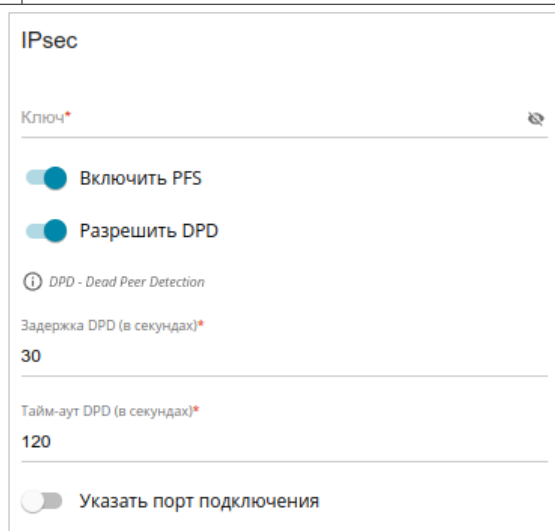 IPsec
Ключ*
Включить PFS
Разрешить DPD
DPD - Dead Peer Detection
Задержка DPD (в секундах)*
30
Тайм-аут DPD (в секундах)*
120
Указать порт подключения